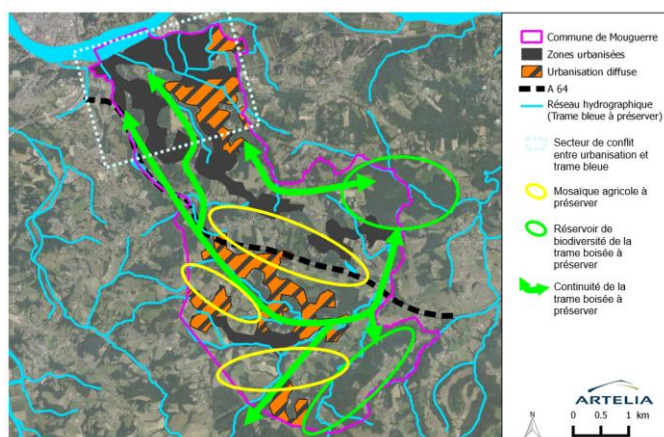 Commune de Mouguerre
Zones urbanisées
Urbanisation diffuse
A 64
Réseau hydrographique
(Trame bleue à préserver)
Secteur de conflit
entre urbanisation et
trame bleue
Mosaïque agricole à
préserver
Réservoir de
biodiversité de la
trame boisée à
préserver
Continuité de la
trame boisée à
préserver
ARTELIA
N
0 0.5 1 km